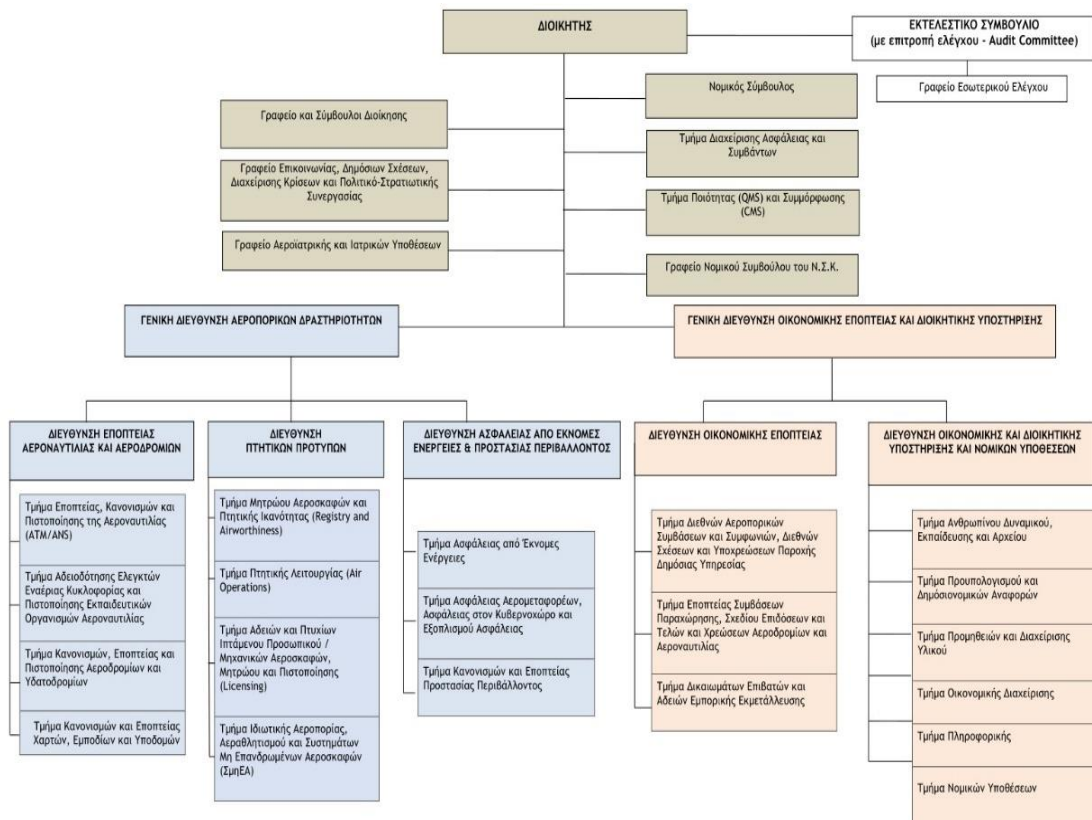 ΔΙΟΙΚΗΤΗΣ
ΕΚΤΕΛΕΣΤΙΚΟ ΣΥΜΒΟΥΛΙΟ
(με επιτροπή ελέγχου - Audit Committee)
Γραφείο Εσωτερικού Ελέγχου
Νομικός Σύμβουλος
Γραφείο και Σύμβουλοι Διοίκησης
Τμήμα Διαχείρισης Ασφάλειας και
Συμβάντων
Γραφείο Επικοινωνίας, Δημόσιων Σχέσεων,
Διαχείρισης Κρίσεων και Πολιτικό-Στρατιωτικής
Συνεργασίας
Τμήμα Ποιότητας (QMS) και Συμμόρφωσης
(CMS)
Γραφείο Αεροϊατρικής και Ιατρικών Υποθέσεων
Γραφείο Νομικού Συμβούλου του Ν.Σ.Κ.
ΓΕΝΙΚΗ ΔΙΕΥΘΥΝΣΗ ΑΕΡΟΠΟΡΙΚΩΝ ΔΡΑΣΤΗΡΙΟΤΗΤΩΝ
ΓΕΝΙΚΗ ΔΙΕΥΘΥΝΣΗ ΟΙΚΟΝΟΜΙΚΗΣ ΕΠΟΠΤΕΙΑΣ ΚΑΙ ΔΙΟΙΚΗΤΙΚΗΣ ΥΠΟΣΤΗΡΙΞΗΣ
ΔΙΕΥΘΥΝΣΗ ΕΠΟΠΤΕΙΑΣ
ΑΕΡΟΝΑΥΤΙΛΙΑΣ ΚΑΙ ΑΕΡΟΔΡΟΜΙΩΝ
Τμήμα Εποπτείας, Κανονισμών και
Πιστοποίησης της Αεροναυτιλίας
(ATM/ANS)
Τμήμα Αδειοδότησης Ελεγκτών
Εναέριας Κυκλοφορίας και
Πιστοποίησης Εκπαιδευτικών
Οργανισμών Αεροναυτιλίας
Τμήμα Κανονισμών, Εποπτείας και
Πιστοποίησης Αεροδρομίων και
Υδατοδρομίων
Τμήμα Κανονισμών και Εποπτείας
Χαρτών, Εμποδίων και Υποδομών
ΔΙΕΥΘΥΝΣΗ
ΠΤΗΤΙΚΩΝ ΠΡΟΤΥΠΩΝ
Τμήμα Μητρώου Αεροσκαφών και
Πτητικής Ικανότητας (Registry and
Airworthiness)
Τμήμα Πτητικής Λειτουργίας (Air
Operations)
Τμήμα Αδειών και Πτυχίων
Ιπτάμενου Προσωπικού /
Μηχανικών Αεροσκαφών,
Μητρώου και Πιστοποίησης
(Licensing)
Τμήμα Ιδιωτικής Αεροπορίας,
Αεραθλητισμού και Συστημάτων
Μη Επανδρωμένων Αεροσκαφών
(ΣμηΕΑ)
ΔΙΕΥΘΥΝΣΗ ΑΣΦΑΛΕΙΑΣ ΑΠΟ ΕΚΝΟΜΕΣ
ΕΝΕΡΓΕΙΕΣ & ΠΡΟΣΤΑΣΙΑΣ ΠΕΡΙΒΑΛΛΟΝΤΟΣ
Τμήμα Ασφάλειας από Έκνομες
Ενέργειες
Τμήμα Ασφάλειας Αερομεταφορέων,
Ασφάλειας στον Κυβερνοχώρο και
Εξοπλισμού Ασφάλειας
Τμήμα Κανονισμών και Εποπτείας
Προστασίας Περιβάλλοντος
ΔΙΕΥΘΥΝΣΗ ΟΙΚΟΝΟΜΙΚΗΣ ΕΠΟΠΤΕΙΑΣ
Τμήμα Διεθνών Αεροπορικών
Συμβάσεων και Συμφωνιών, Διεθνών
Σχέσεων και Υποχρεώσεων Παροχής
Δημόσιας Υπηρεσίας
Τμήμα Εποπτείας Συμβάσεων
Παραχώρησης, Σχεδίου Επιδόσεων και
Τελών και Χρεώσεων Αεροδρομίων και
Αεροναυτιλίας
Τμήμα Δικαιωμάτων Επιβατών και
Αδειών Εμπορικής Εκμετάλλευσης
ΔΙΕΥΘΥΝΣΗ ΟΙΚΟΝΟΜΙΚΗΣ ΚΑΙ ΔΙΟΙΚΗΤΙΚΗΣ
ΥΠΟΣΤΗΡΙΞΗΣ ΚΑΙ ΝΟΜΙΚΩΝ ΥΠΟΘΕΣΕΩΝ
Τμήμα Ανθρωπίνου Δυναμικού,
Εκπαίδευσης και Αρχείου
Τμήμα Προυπολογισμού και
Δημόσιονομικών Αναφορών
Τμήμα Προμηθειών και Διαχείρισης
Υλικού
Τμήμα Οικονομικής Διαχείρισης
Τμήμα Πληροφορικής
Τμήμα Νομικών Υποθέσεων